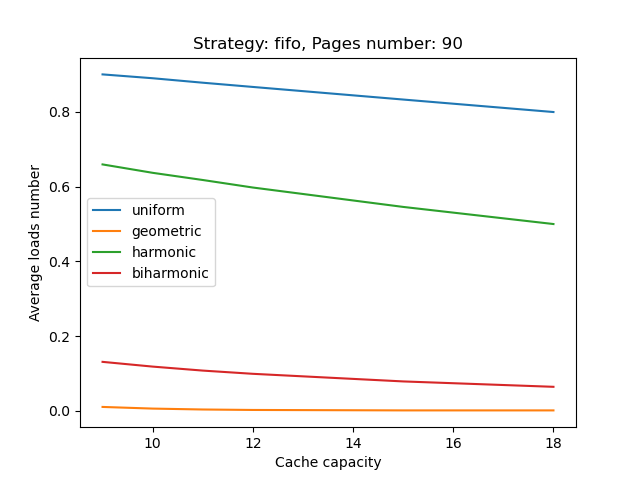 Strategy: fifo, Pages number: 90
Average loads number
0.8
0.6
0.4
0.2
0.0
uniform
geometric
harmonic
biharmonic
10
12
14
16
18
Cache capacity